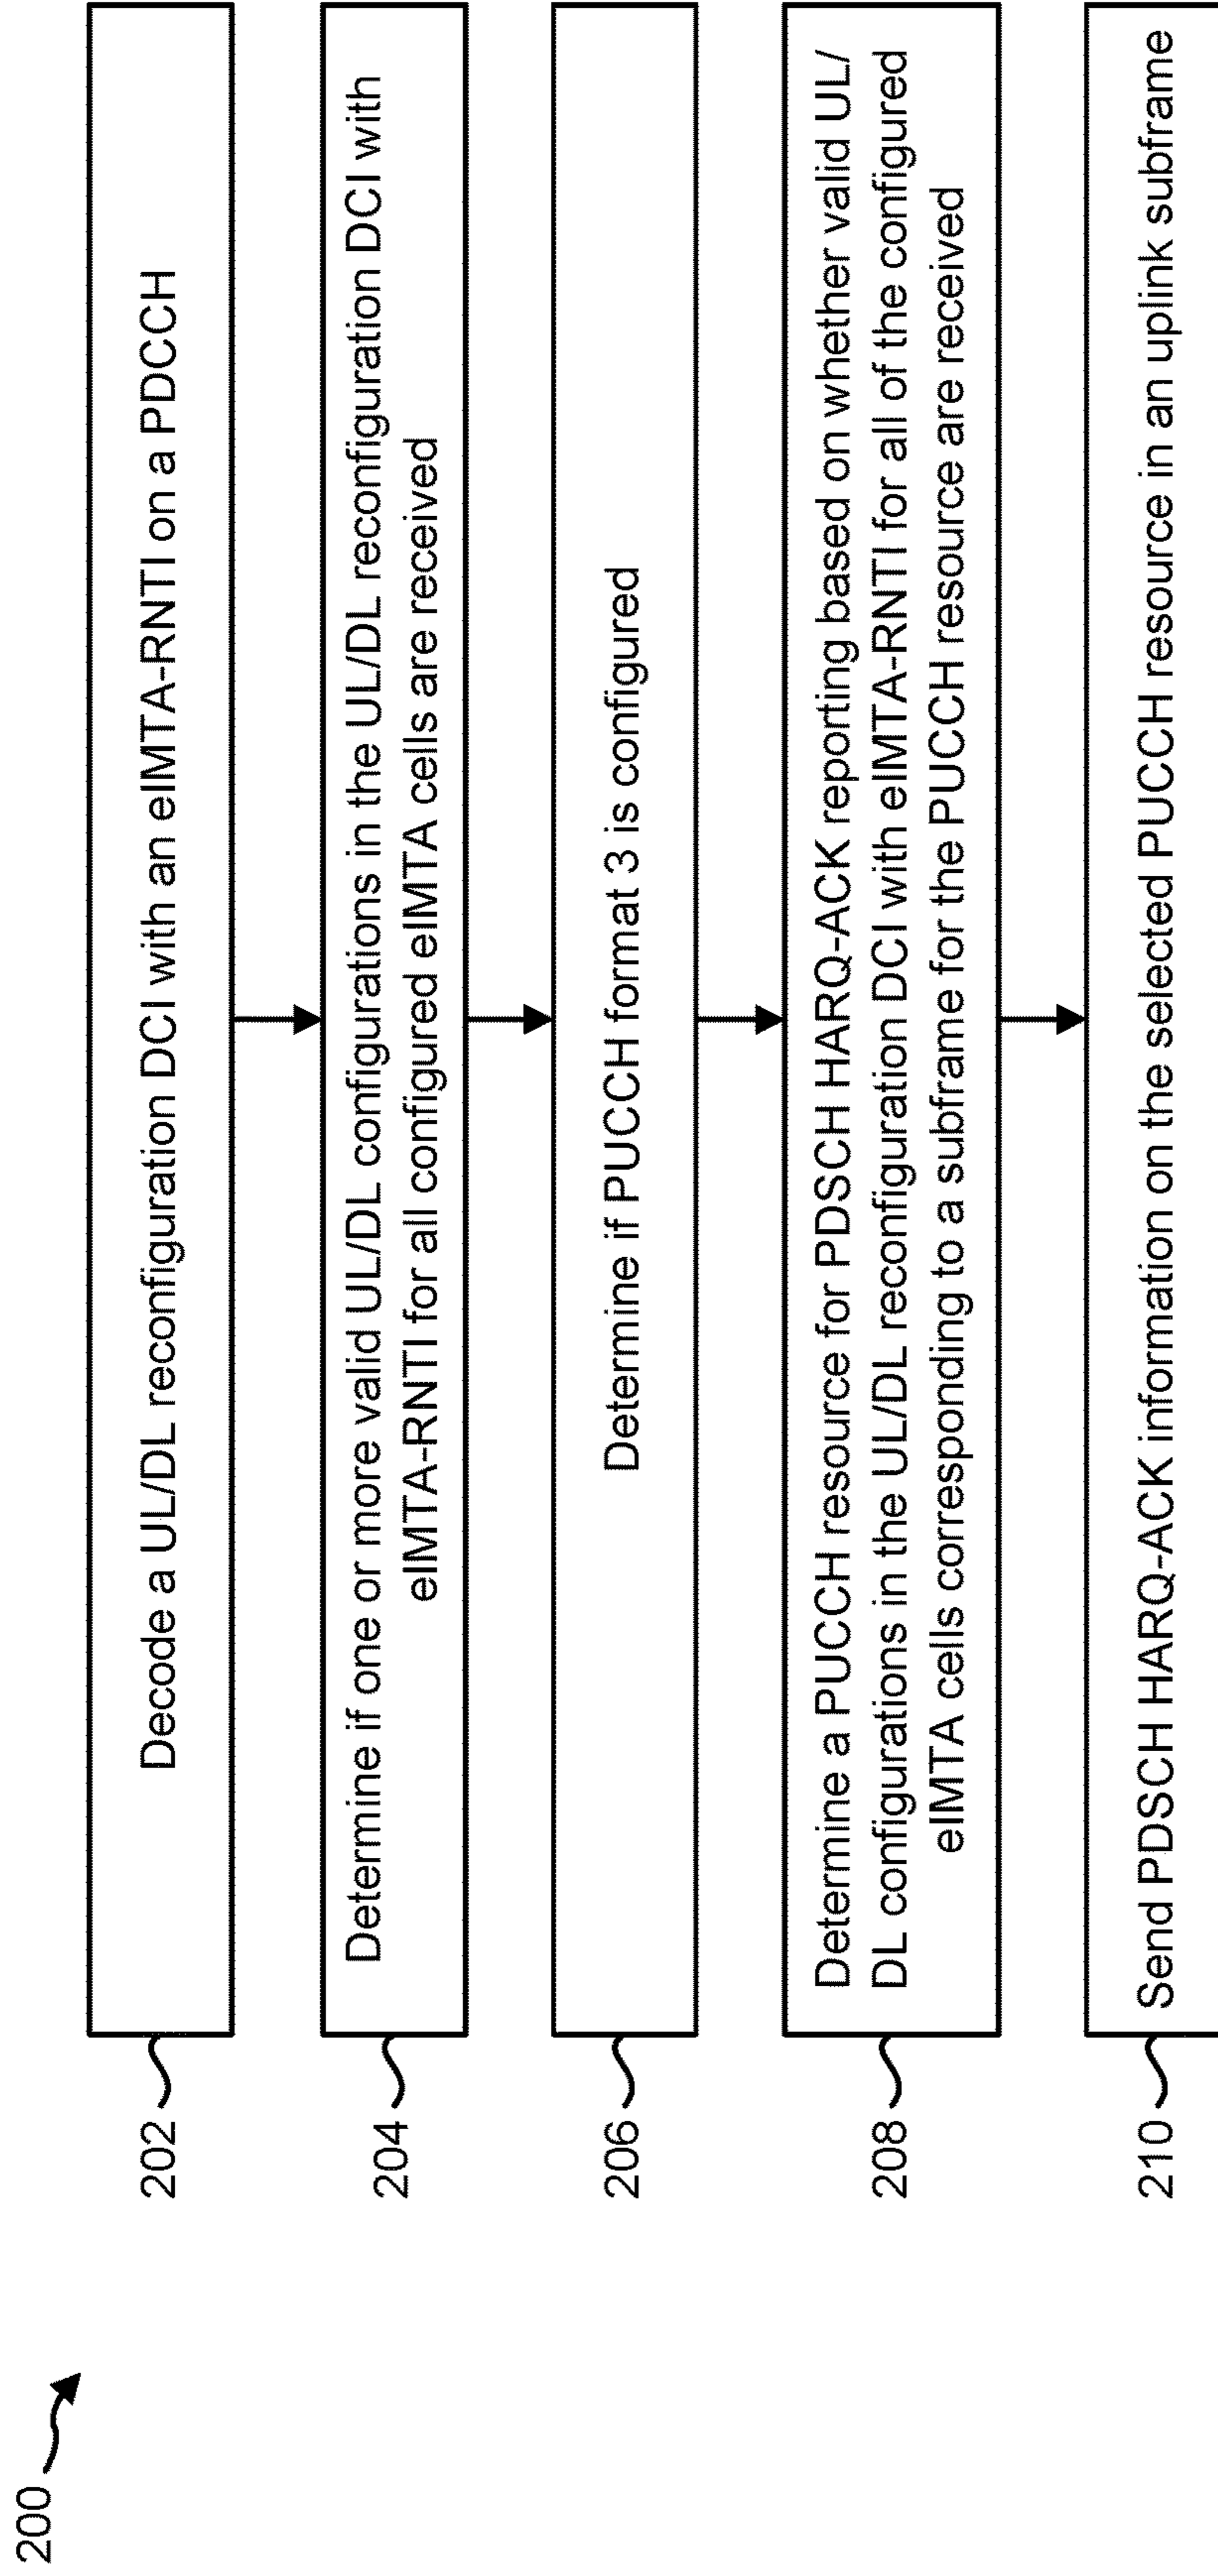 200
202
Decode a UL/DL reconfiguration DCI with an eIMTA-RNTI on a PDCCH
204
Determine if one or more valid UL/DL configurations in the UL/DL reconfiguration DCI with
eIMTA-RNTI for all configured eIMTA cells are received
206
Determine if PUCCH format 3 is configured
208
Determine a PUCCH resource for PDSCH HARQ-ACK reporting based on whether valid UL/
DL configurations in the UL/DL reconfiguration DCI with eIMTA-RNTI for all of the configured
eIMTA cells corresponding to a subframe for the PUCCH resource are received
210
Send PDSCH HARQ-ACK information on the selected PUCCH resource in an uplink subframe